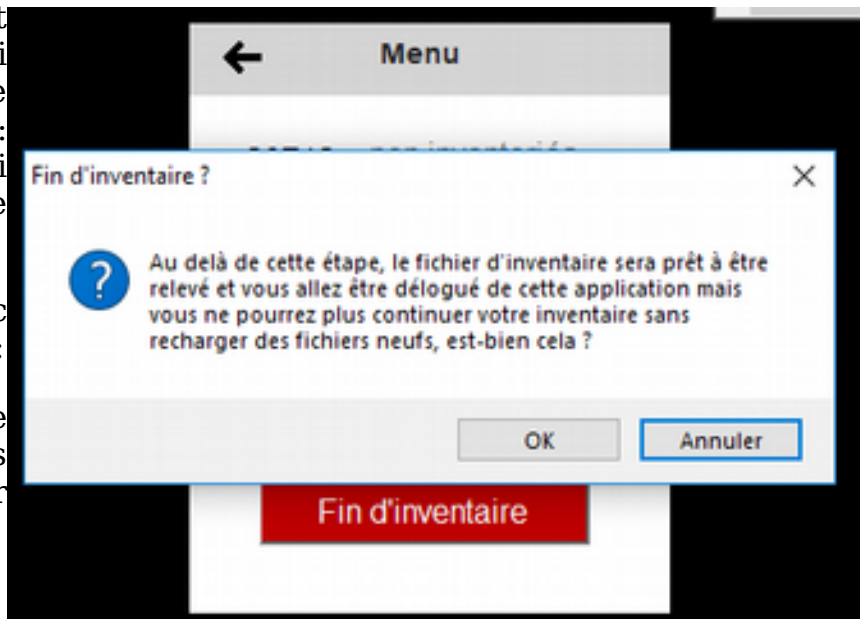 Menu
Fin d'inventaire ?
Au delà de cette étape, le fichier d'inventaire sera prêt à être
relevé et vous allez être délogué de cette application mais
vous ne pourrez plus continuer votre inventaire sans
recharger des fichiers neufs, est-bien cela ?
OK
Annuler
Fin d'inventaire